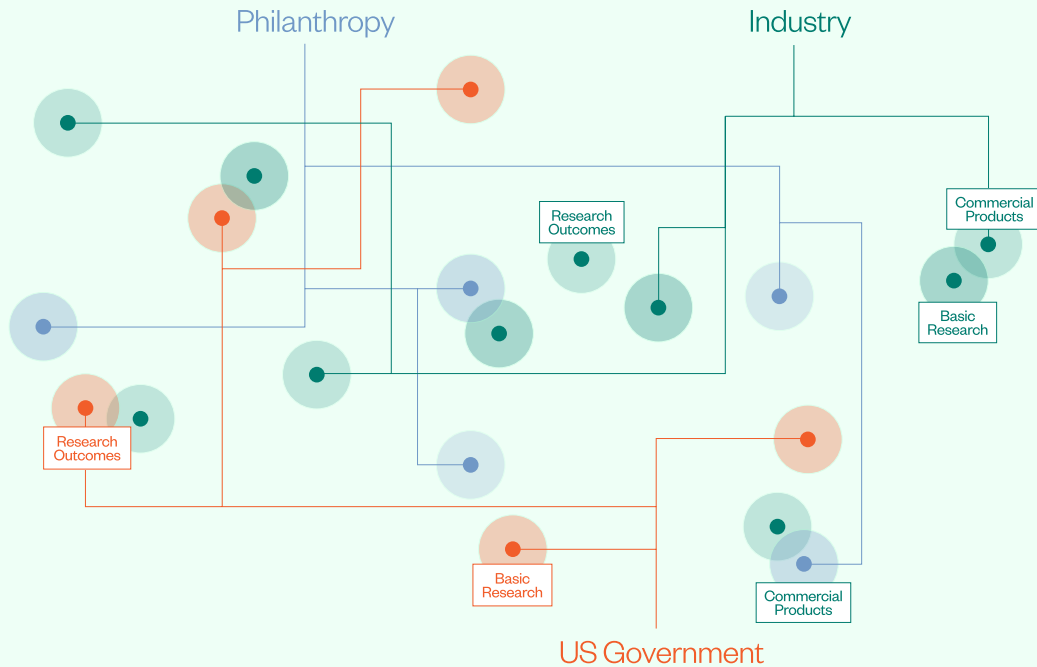 Philanthropy
Industry
Commercial
Products
Research
Outcomes
Basic
Research
Research
Outcomes
Basic
Research
Commercial
Products
US Government